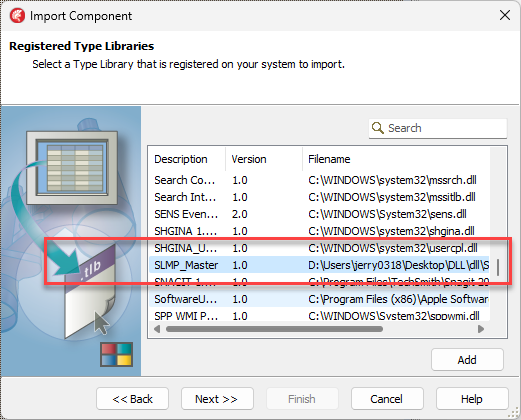 Import Component
Registered Type Libraries
Select a Type Library that is registered on your system to import.
Search
Description Version Filename
Search Co... 1.0 C:\WINDOWS\system32\mssrch.dll
Search Int... 1.0 C:\WINDOWS\system32\mssitlb.dll
SENS Even... 2.0 C:\WINDOWS\system32\sens.dll
SHGINA 1.... 1.0 C:\WINDOWS\system32\shgina.dll
SHGINA_U... 1.0 C:\WINDOWS\system32\usercpl.dll
SLMP_Master 1.0 D:\Users\jerry0318\Desktop\DLL\dll\S
SNAGIT 1.... 1.0 C:\Program Files\TechSmith\Snagit 20
SoftwareU... 1.0 C:\Program Files (x86)\Apple Softwar
SPP WMI P... 1.0 C:\WINDOWS\System32\sppwmi.dll
.tlb
Add
<< Back Next >> Finish Cancel Help